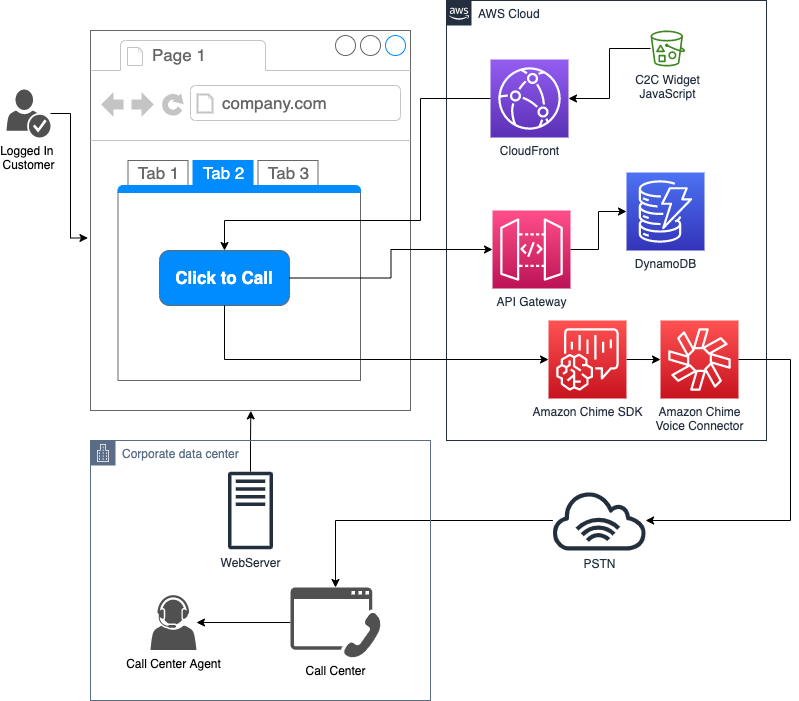 aws
AWS Cloud
Page 1
company.com
C2C Widget
JavaScript
CloudFront
Logged In
Customer
Tab 1
Tab 2
Tab 3
DynamoDB
Click to Call
API Gateway
Amazon Chime SDK
Amazon Chime
Voice Connector
Corporate data center
WebServer
PSTN
Call Center Agent
Call Center